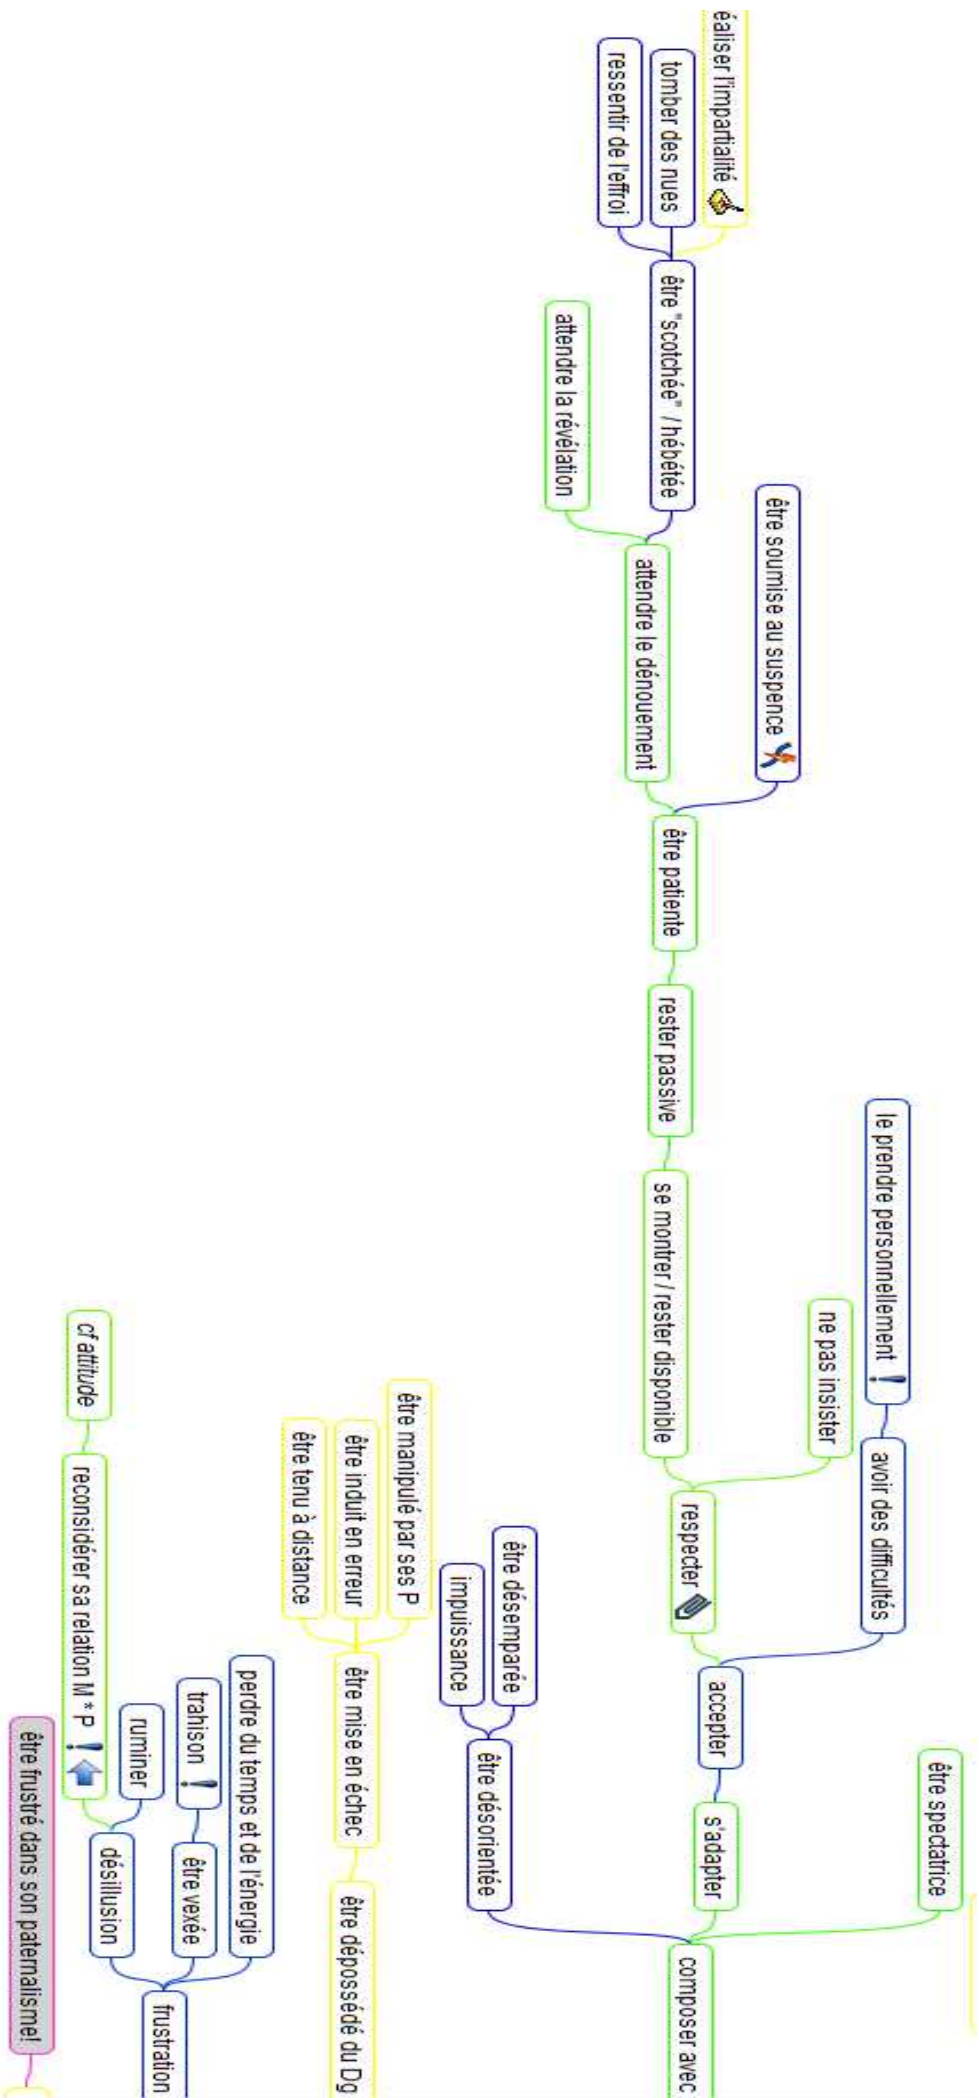 être spectatrice
le prendre personnellement
avoir des difficultés
ne pas insister
être soumise au suspence
éaliser l'impartialité
accepter
s'adapter
respecter
composer avec
tomber des nues
être "scotchée" / hébétée
être patiente
rester passive
se montrer / rester disponible
attendre le dénouement
ressentir de l'effroi
attendre la révélation
être désemparée
être désorientée
impuissance
être manipulé par ses P
être induit en erreur
être mise en échec
être dépossédé du Dg
être tenu à distance
perdre du temps et de l'énergie
trahison
être vexée
frustration
ruminer
désillusion
cf attitude
reconsidérer sa relation M * P
être frustré dans son paternalisme!